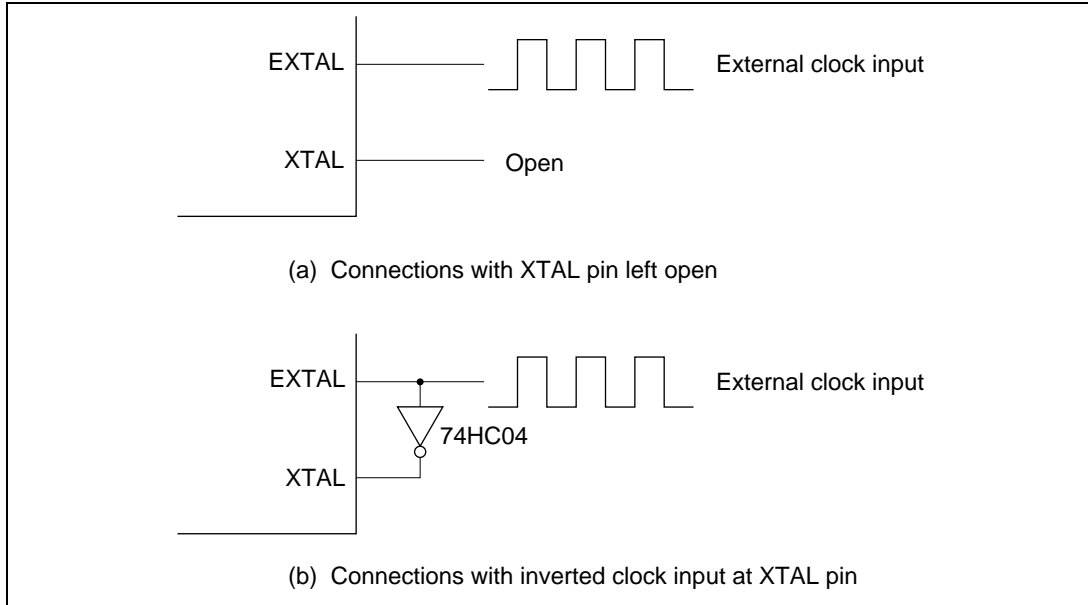 EXTAL
External clock input
XTAL
Open
(a) Connections with XTAL pin left open
EXTAL
External clock input
74HC04
XTAL
(b) Connections with inverted clock input at XTAL pin